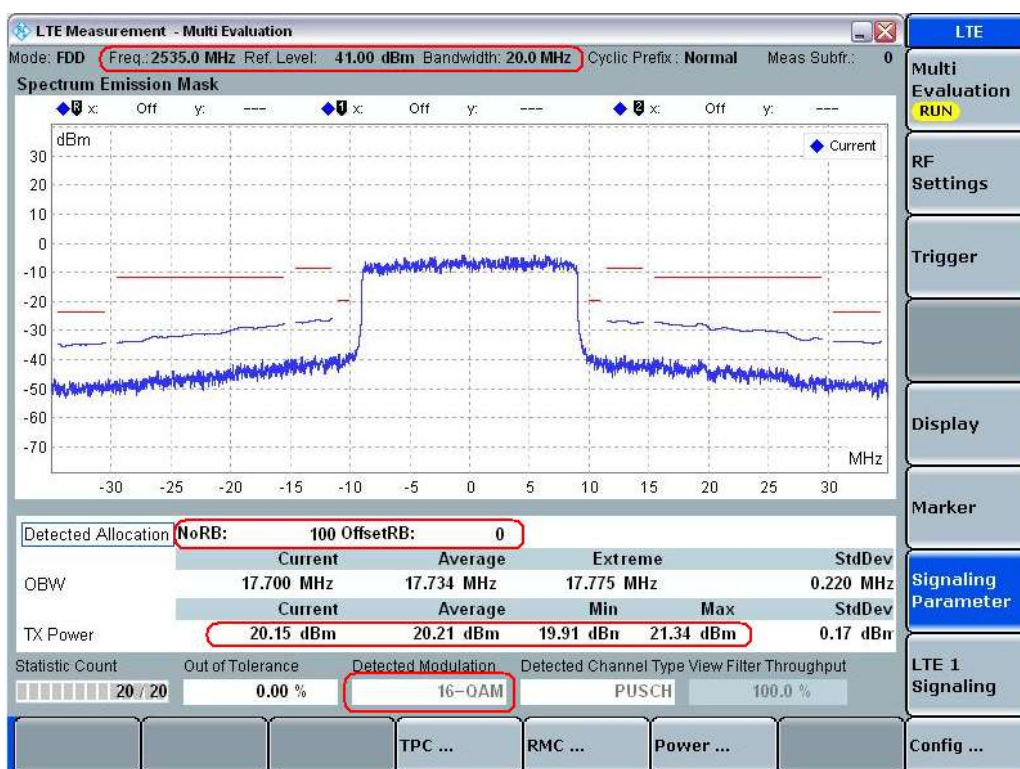 LTE Measurement - Multi Evaluation
LTE
Mode: FDD Freq.: 2535.0 MHz Ref. Level: 41.00 dBm Bandwidth: 20.0 MHz Cyclic Prefix : Normal Meas Subfr.: 0
Spectrum Emission Mask
x: Off y: --- 1 x: Off y: --- 2 x: Off y: ---
dBm
Current
30
20
10
0
-10
-20
-30
-40
-50
-60
-70
MHz
-30 -25 -20 -15 -10 -5 0 5 10 15 20 25 30
Detected Allocation NoRB: 100 OffsetRB: 0
Current Average Extreme StdDev
OBW 17.700 MHz 17.734 MHz 17.775 MHz 0.220 MHz
Current Average Min Max StdDev
TX Power 20.15 dBm 20.21 dBm 19.91 dBm 21.34 dBm 0.17 dBm
Statistic Count Out of Tolerance Detected Modulation Detected Channel Type View Filter Throughput
20 / 20 0.00 % 16-QAM PUSCH 100.0 %
TPC ... RMC ... Power ... Config ...
Multi
Evaluation
RUN
RF
Settings
Trigger
Display
Marker
Signaling
Parameter
LTE 1
Signaling